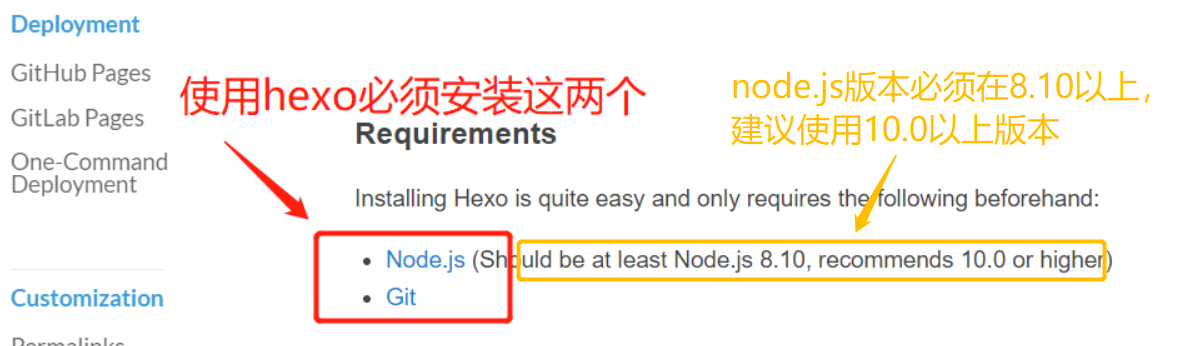 Deployment
GitHub Pages
GitLab Pages
One-Command
Deployment
Customization
使用hexo必须安装这两个
node.js版本必须在8.10以上，
建议使用10.0以上版本
Requirements
Installing Hexo is quite easy and only requires the following beforehand:
• Node.js (Should be at least Node.js 8.10, recommends 10.0 or higher)
• Git